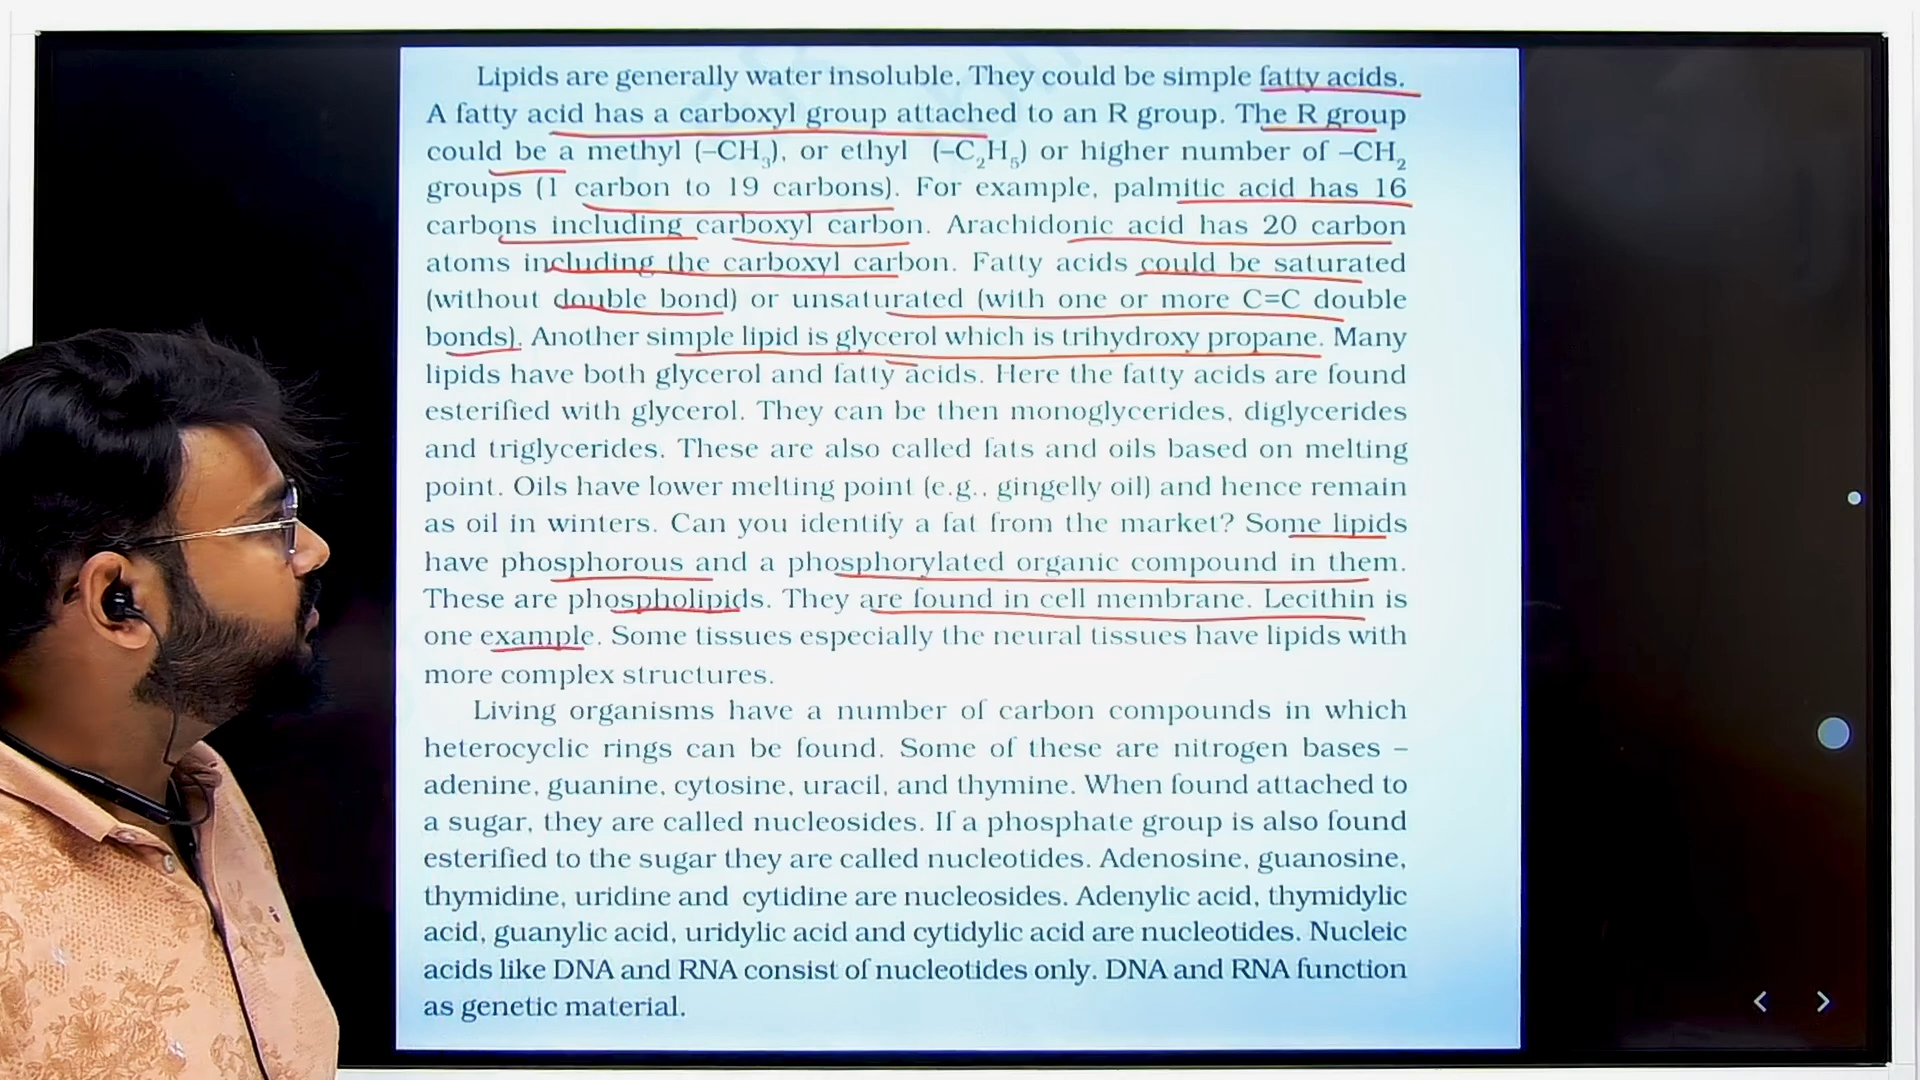 Lipids are generally water insoluble. They could be simple fatty acids.
A fatty acid has a carboxyl group attached to an R group. The R group
could be a methyl (–CH₃), or ethyl (–C₂H₅) or higher number of –CH₂
groups (1 carbon to 19 carbons). For example, palmitic acid has 16
carbons including carboxyl carbon. Arachidonic acid has 20 carbon
atoms including the carboxyl carbon. Fatty acids could be saturated
(without double bond) or unsaturated (with one or more C=C double
bonds). Another simple lipid is glycerol which is trihydroxy propane. Many
lipids have both glycerol and fatty acids. Here the fatty acids are found
esterified with glycerol. They can be then monoglycerides, diglycerides
and triglycerides. These are also called fats and oils based on melting
point. Oils have lower melting point (e.g., gingelly oil) and hence remain
as oil in winters. Can you identify a fat from the market? Some lipids
have phosphorous and a phosphorylated organic compound in them.
These are phospholipids. They are found in cell membrane. Lecithin is
one example. Some tissues especially the neural tissues have lipids with
more complex structures.
Living organisms have a number of carbon compounds in which
heterocyclic rings can be found. Some of these are nitrogen bases –
adenine, guanine, cytosine, uracil, and thymine. When found attached to
a sugar, they are called nucleosides. If a phosphate group is also found
esterified to the sugar they are called nucleotides. Adenosine, guanosine,
thymidine, uridine and cytidine are nucleosides. Adenylic acid, thymidylic
acid, guanylic acid, uridylic acid and cytidylic acid are nucleotides. Nucleic
acids like DNA and RNA consist of nucleotides only. DNA and RNA function
as genetic material.